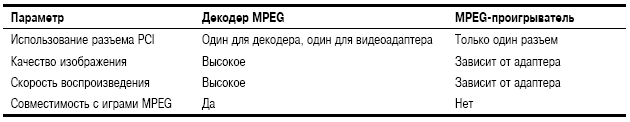 Параметр Декодер MPEG MPEG-проигрыватель
Использование разъема PCI Один для декодера, один для видеоадаптера Только один разъем
Качество изображения Высокое Зависит от адаптера
Скорость воспроизведения Высокое Зависит от адаптера
Совместимость с играми MPEG Да Нет